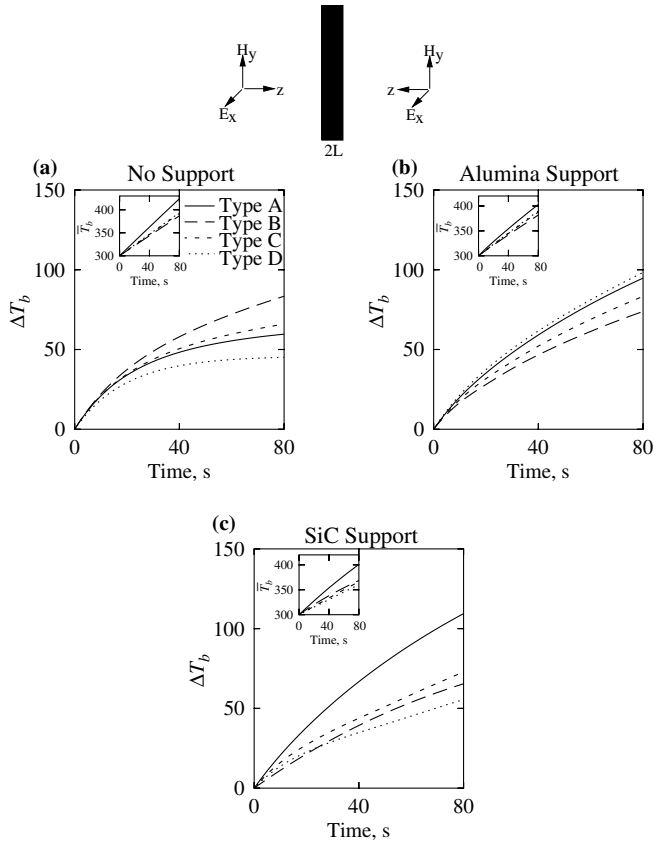 Hy
z
Ex
Hy
z
Ex
2L
(a)
No Support
150
100
50
0
ΔTb
0 40 80
Time, s
400
350
300
T̅b
0 40 80
Time, s
Type A
Type B
Type C
Type D
(b)
Alumina Support
150
100
50
0
ΔTb
0 40 80
Time, s
400
350
300
T̅b
0 40 80
Time, s
(c)
SiC Support
150
100
50
0
ΔTb
0 40 80
Time, s
400
350
300
T̅b
0 40 80
Time, s